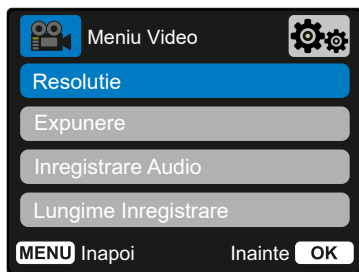 Meniu Video
Resolutie
Expunere
Inregistrare Audio
Lungime Inregistrare
MENU Inapoi Inainte OK